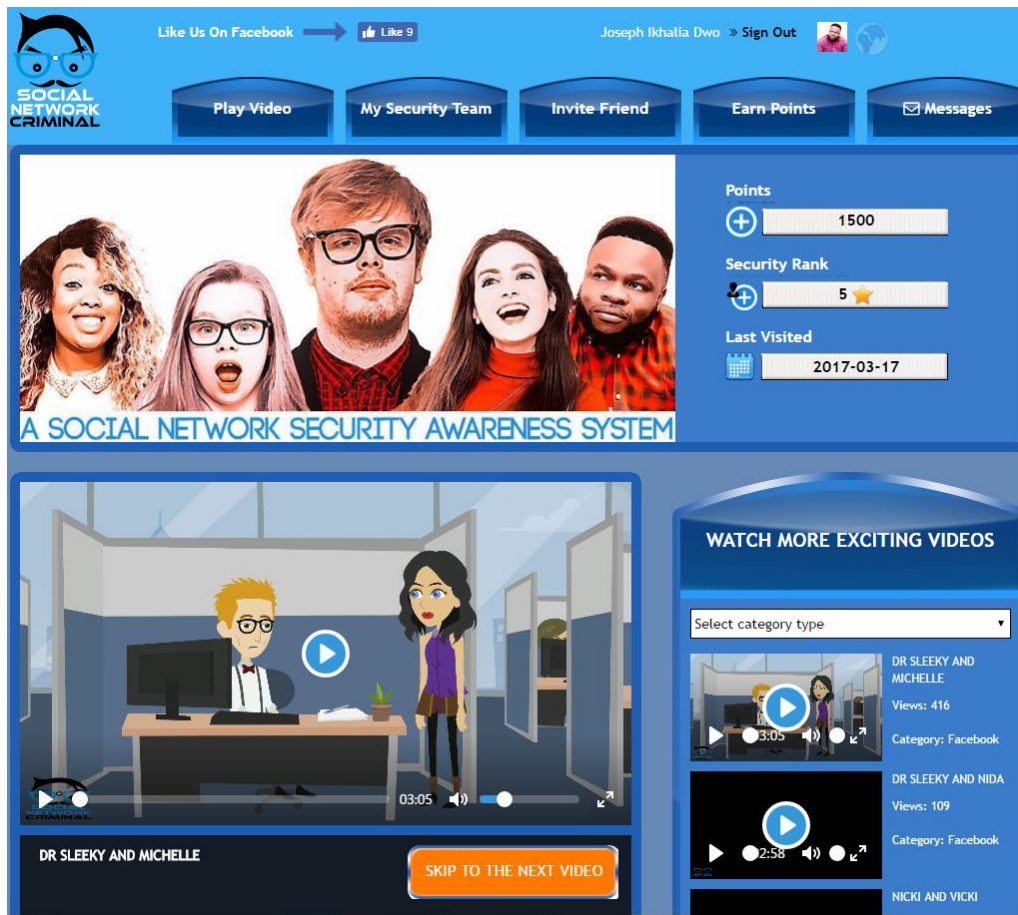 SOCIAL
NETWORK
CRIMINAL
Like Us On Facebook
Like 9
Joseph Ikhalia Dwo » Sign Out
Play Video
My Security Team
Invite Friend
Earn Points
Messages
A SOCIAL NETWORK SECURITY AWARENESS SYSTEM
Points
1500
Security Rank
5
Last Visited
2017-03-17
03:05
SOCIAL
NETWORK
CRIMINAL
DR SLEEKY AND MICHELLE
SKIP TO THE NEXT VIDEO
WATCH MORE EXCITING VIDEOS
Select category type
3:05
DR SLEEKY AND
MICHELLE
Views: 416
Category: Facebook
2:58
DR SLEEKY AND NIDA
Views: 109
Category: Facebook
NICKI AND VICKI